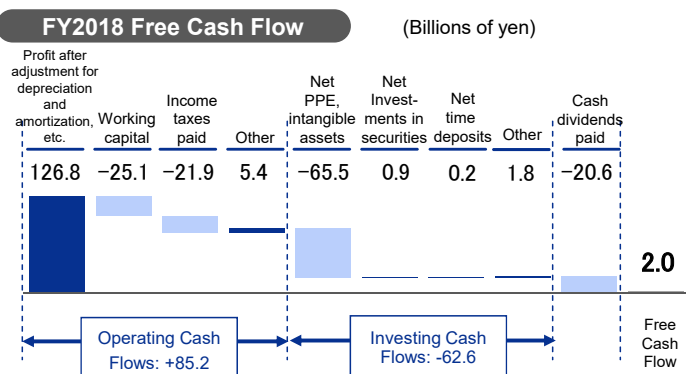 FY2018 Free Cash Flow
(Billions of yen)
Profit after
adjustment for
depreciation
and
amortization,
etc.
Working
capital
Income
taxes
paid
Other
Net
PPE,
intangible
assets
Net
Invest-
ments in
securities
Net
time
deposits
Other
Cash
dividends
paid
126.8 −25.1 −21.9 5.4 −65.5 0.9 0.2 1.8 −20.6
2.0
Operating Cash
Flows: +85.2
Investing Cash
Flows: -62.6
Free
Cash
Flow